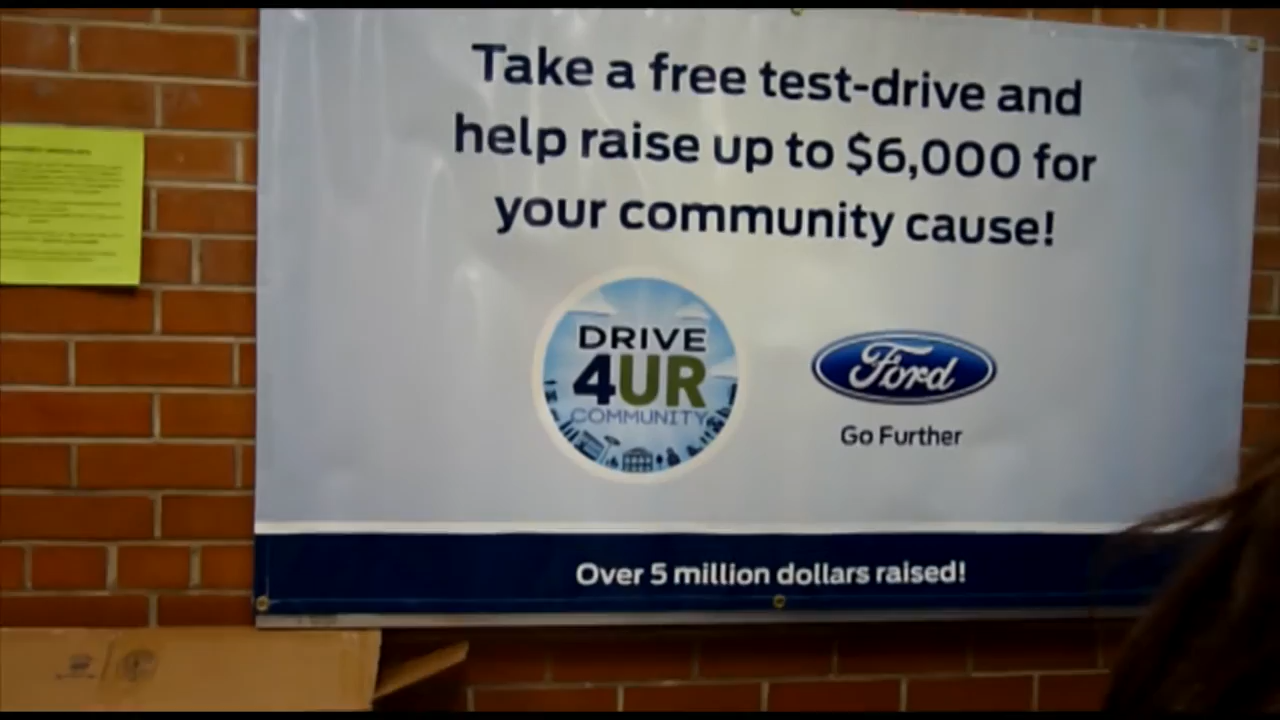 Take a free test-drive and
help raise up to $6,000 for
your community cause!
DRIVE
4UR
COMMUNITY
Ford
Go Further
Over 5 million dollars raised!